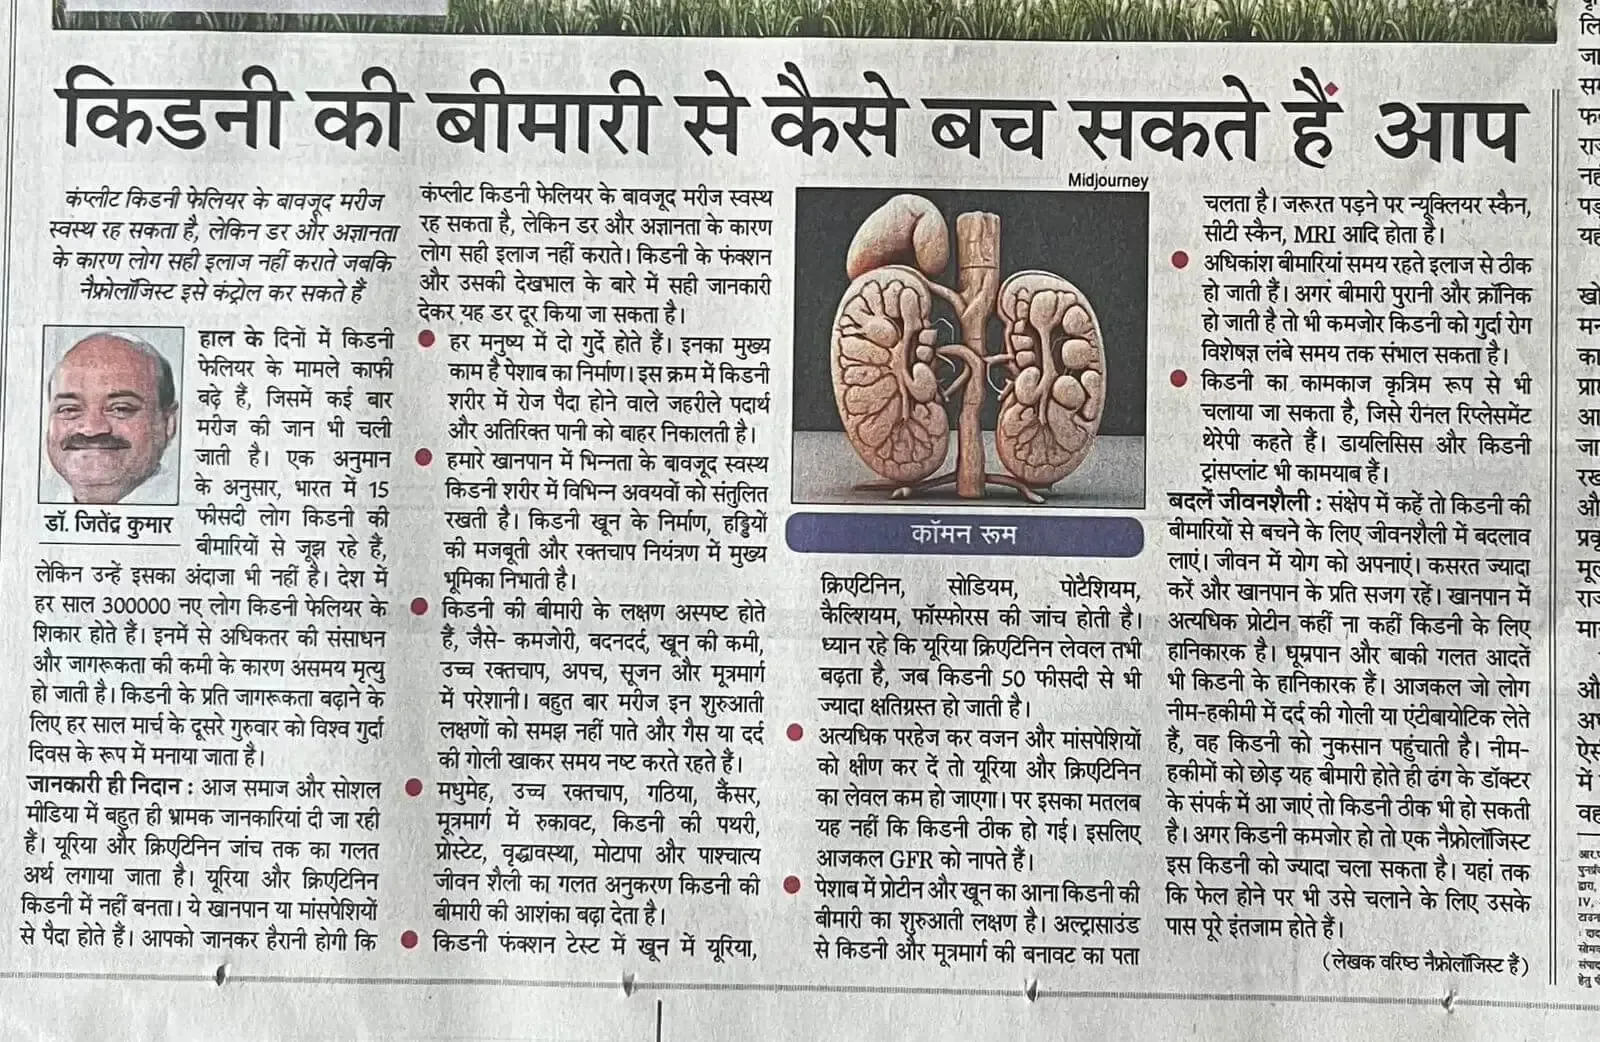 किडनी की बीमारी से कैसे बच सकते हैं आप
कंप्लीट किडनी फेलियर के बावजूद मरीज
स्वस्थ रह सकता है, लेकिन डर और अज्ञानता
के कारण लोग सही इलाज नहीं कराते जबकि
नैफ्रोलॉजिस्ट इसे कंट्रोल कर सकते हैं
डॉ. जितेंद्र कुमार
हाल के दिनों में किडनी
फेलियर के मामले काफी
बढ़े हैं, जिसमें कई बार
मरीज की जान भी चली
जाती है। एक अनुमान
के अनुसार, भारत में 15
फीसदी लोग किडनी की
बीमारियों से जूझ रहे हैं,
लेकिन उन्हें इसका अंदाजा भी नहीं है। देश में
हर साल 300000 नए लोग किडनी फेलियर के
शिकार होते हैं। इनमें से अधिकतर की संसाधन
और जागरूकता की कमी के कारण असमय मृत्यु
हो जाती है। किडनी के प्रति जागरूकता बढ़ाने के
लिए हर साल मार्च के दूसरे गुरुवार को विश्व गुर्दा
दिवस के रूप में मनाया जाता है।
जानकारी ही निदान : आज समाज और सोशल
मीडिया में बहुत ही भ्रामक जानकारियां दी जा रही
हैं। यूरिया और क्रिएटिनिन जांच तक का गलत
अर्थ लगाया जाता है। यूरिया और क्रिएटिनिन
किडनी में नहीं बनता। ये खानपान या मांसपेशियों
से पैदा होते हैं। आपको जानकर हैरानी होगी कि
कंप्लीट किडनी फेलियर के बावजूद मरीज स्वस्थ
रह सकता है, लेकिन डर और अज्ञानता के कारण
लोग सही इलाज नहीं कराते। किडनी के फंक्शन
और उसकी देखभाल के बारे में सही जानकारी
देकर यह डर दूर किया जा सकता है।
● हर मनुष्य में दो गुर्दे होते हैं। इनका मुख्य
काम है पेशाब का निर्माण। इस क्रम में किडनी
शरीर में रोज पैदा होने वाले जहरीले पदार्थ
और अतिरिक्त पानी को बाहर निकालती है।
● हमारे खानपान में भिन्नता के बावजूद स्वस्थ
किडनी शरीर में विभिन्न अवयवों को संतुलित
रखती है। किडनी खून के निर्माण, हड्डियों
की मजबूती और रक्तचाप नियंत्रण में मुख्य
भूमिका निभाती है।
● किडनी की बीमारी के लक्षण अस्पष्ट होते
हैं, जैसे- कमजोरी, बदनदर्द, खून की कमी,
उच्च रक्तचाप, अपच, सूजन और मूत्रमार्ग
में परेशानी। बहुत बार मरीज इन शुरुआती
लक्षणों को समझ नहीं पाते और गैस या दर्द
की गोली खाकर समय नष्ट करते रहते हैं।
● मधुमेह, उच्च रक्तचाप, गठिया, कैंसर,
मूत्रमार्ग में रुकावट, किडनी की पथरी,
प्रोस्टेट, वृद्धावस्था, मोटापा और पाश्चात्य
जीवन शैली का गलत अनुकरण किडनी की
बीमारी की आशंका बढ़ा देता है।
● किडनी फंक्शन टेस्ट में खून में यूरिया,
Midjourney
कॉमन रूम
क्रिएटिनिन, सोडियम, पोटैशियम,
कैल्शियम, फॉस्फोरस की जांच होती है।
ध्यान रहे कि यूरिया क्रिएटिनिन लेवल तभी
बढ़ता है, जब किडनी 50 फीसदी से भी
ज्यादा क्षतिग्रस्त हो जाती है।
● अत्यधिक परहेज कर वजन और मांसपेशियों
को क्षीण कर दें तो यूरिया और क्रिएटिनिन
का लेवल कम हो जाएगा। पर इसका मतलब
यह नहीं कि किडनी ठीक हो गई। इसलिए
आजकल GFR को नापते हैं।
● पेशाब में प्रोटीन और खून का आना किडनी की
बीमारी का शुरुआती लक्षण है। अल्ट्रासाउंड
से किडनी और मूत्रमार्ग की बनावट का पता
चलता है। जरूरत पड़ने पर न्यूक्लियर स्कैन,
सीटी स्कैन, MRI आदि होता है।
● अधिकांश बीमारियां समय रहते इलाज से ठीक
हो जाती हैं। अगर बीमारी पुरानी और क्रॉनिक
हो जाती है तो भी कमजोर किडनी को गुर्दा रोग
विशेषज्ञ लंबे समय तक संभाल सकता है।
● किडनी का कामकाज कृत्रिम रूप से भी
चलाया जा सकता है, जिसे रीनल रिप्लेसमेंट
थेरेपी कहते हैं। डायलिसिस और किडनी
ट्रांसप्लांट भी कामयाब हैं।
बदलें जीवनशैली : संक्षेप में कहें तो किडनी की
बीमारियों से बचने के लिए जीवनशैली में बदलाव
लाएं। जीवन में योग को अपनाएं। कसरत ज्यादा
करें और खानपान के प्रति सजग रहें। खानपान में
अत्यधिक प्रोटीन कहीं ना कहीं किडनी के लिए
हानिकारक है। धूम्रपान और बाकी गलत आदतें
भी किडनी के हानिकारक हैं। आजकल जो लोग
नीम-हकीमी में दर्द की गोली या एंटीबायोटिक लेते
हैं, वह किडनी को नुकसान पहुंचाती है। नीम-
हकीमों को छोड़ यह बीमारी होते ही ढंग के डॉक्टर
के संपर्क में आ जाएं तो किडनी ठीक भी हो सकती
है। अगर किडनी कमजोर हो तो एक नैफ्रोलॉजिस्ट
इस किडनी को ज्यादा चला सकता है। यहां तक
कि फेल होने पर भी उसे चलाने के लिए उसके
पास पूरे इंतजाम होते हैं।
(लेखक वरिष्ठ नैफ्रोलॉजिस्ट हैं)